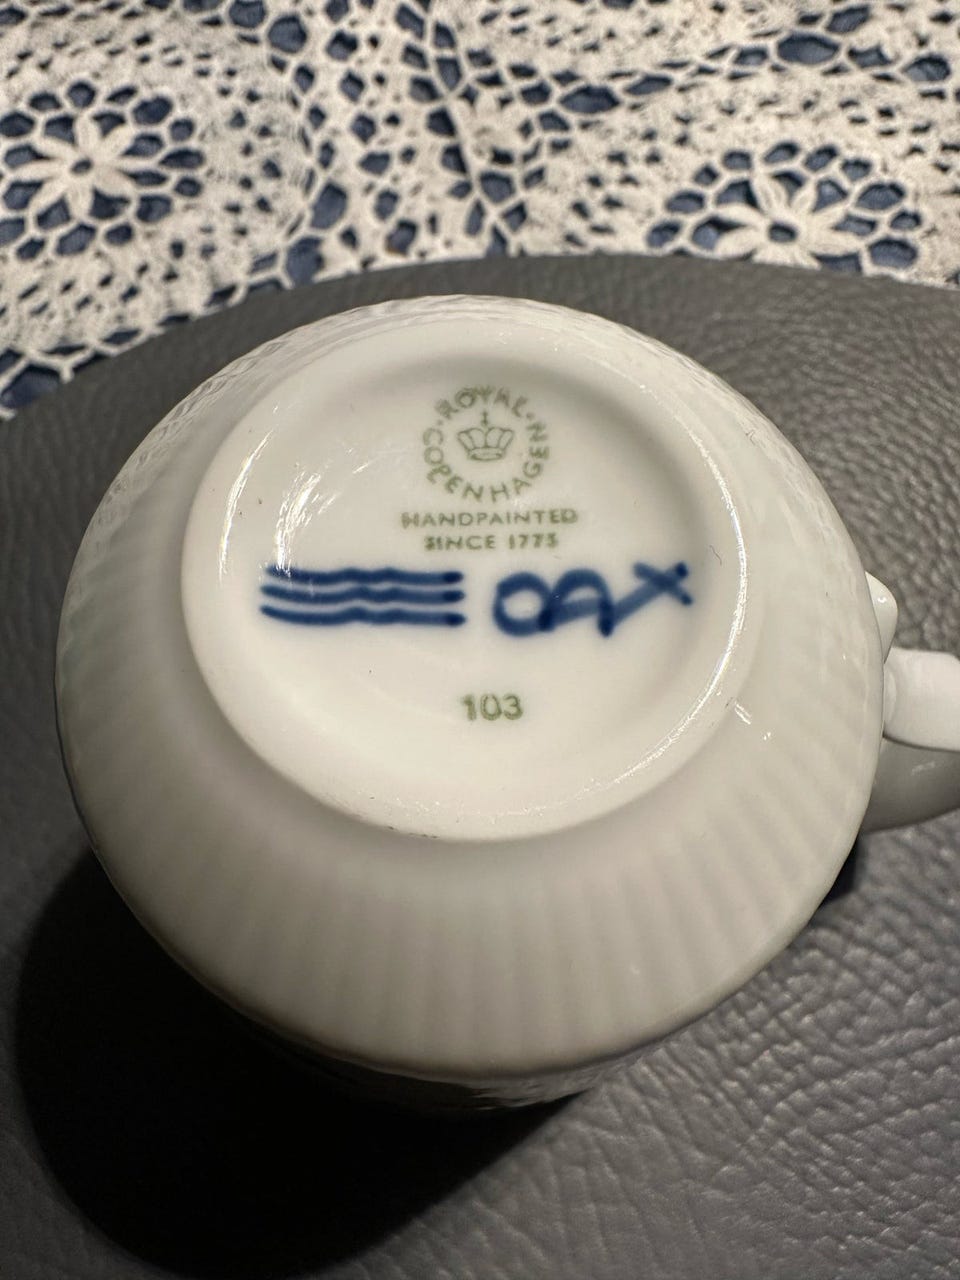 ROYAL
COPENHAGEN
HANDPAINTED
SINCE 1775
103